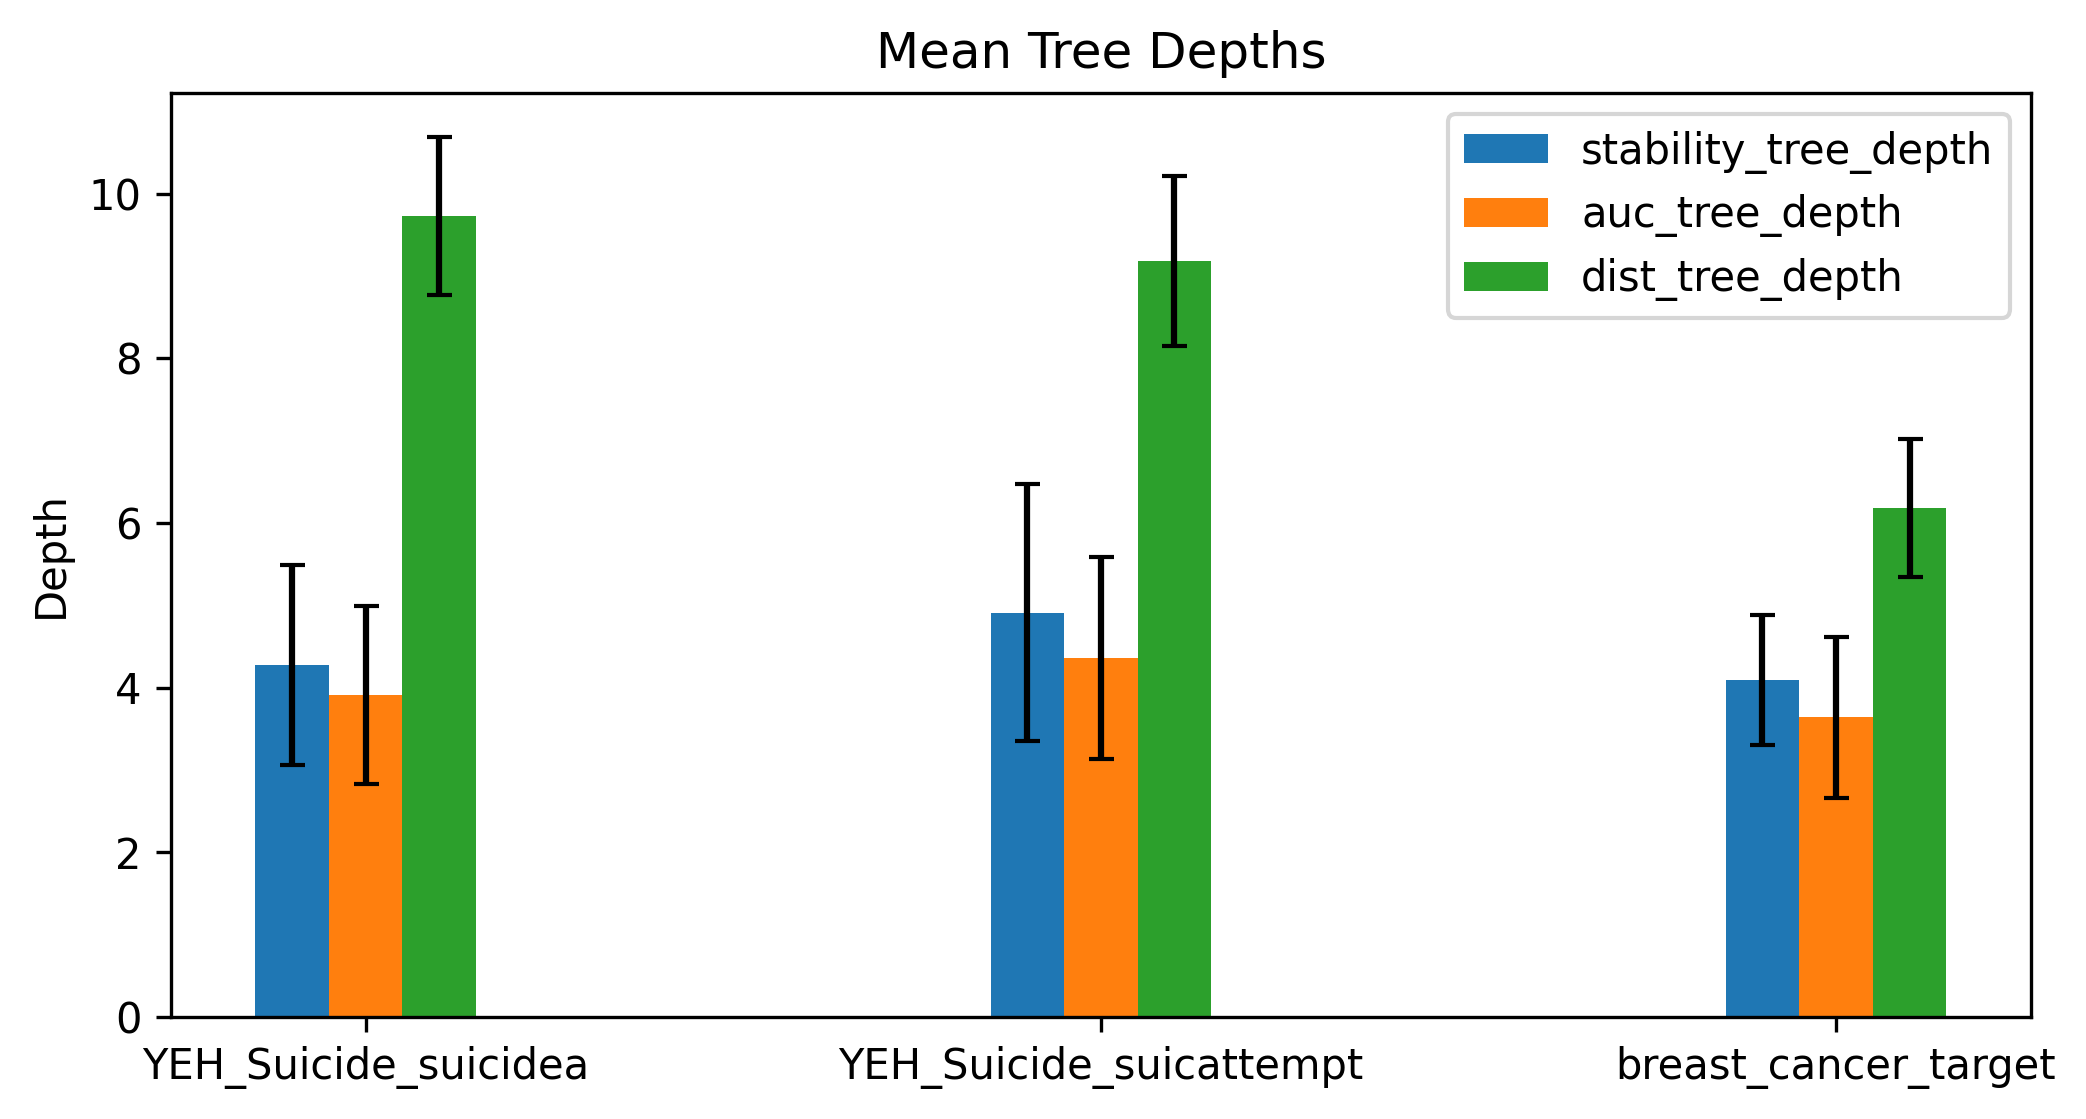 Mean Tree Depths
stability_tree_depth
auc_tree_depth
dist_tree_depth
Depth
10
8
6
4
2
0
YEH_Suicide_suicidea
YEH_Suicide_suicattempt
breast_cancer_target